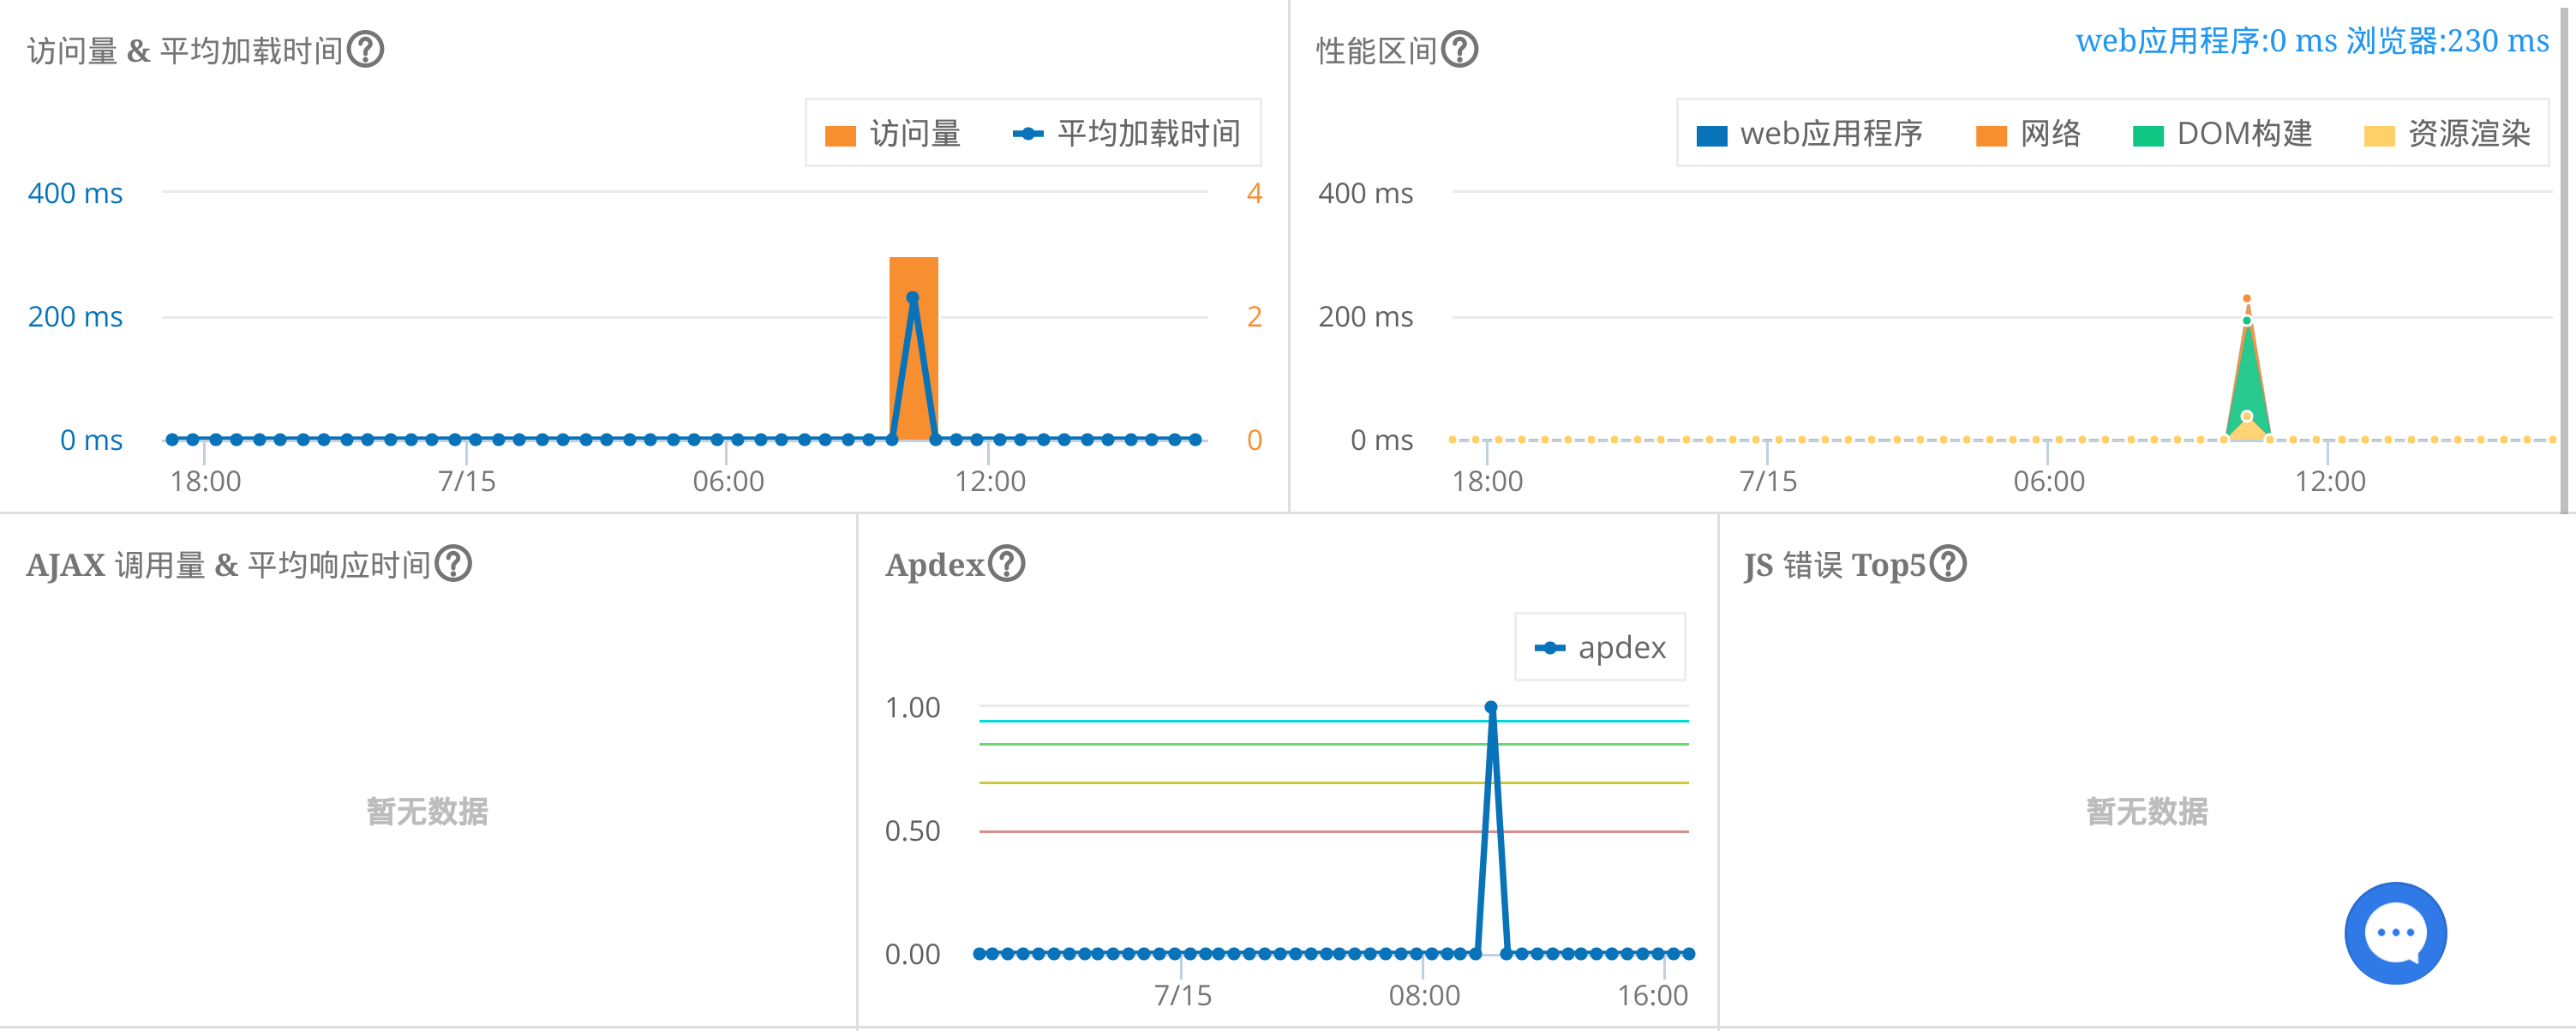 访问量 & 平均加载时间?
访问量 平均加载时间
400 ms 4
200 ms 2
0 ms 0
18:00 7/15 06:00 12:00
性能区间?
web应用程序:0 ms 浏览器:230 ms
web应用程序 网络 DOM构建 资源渲染
400 ms
200 ms
0 ms
18:00 7/15 06:00 12:00
AJAX 调用量 & 平均响应时间?
暂无数据
Apdex?
apdex
1.00
0.50
0.00
7/15 08:00 16:00
JS 错误 Top5?
暂无数据